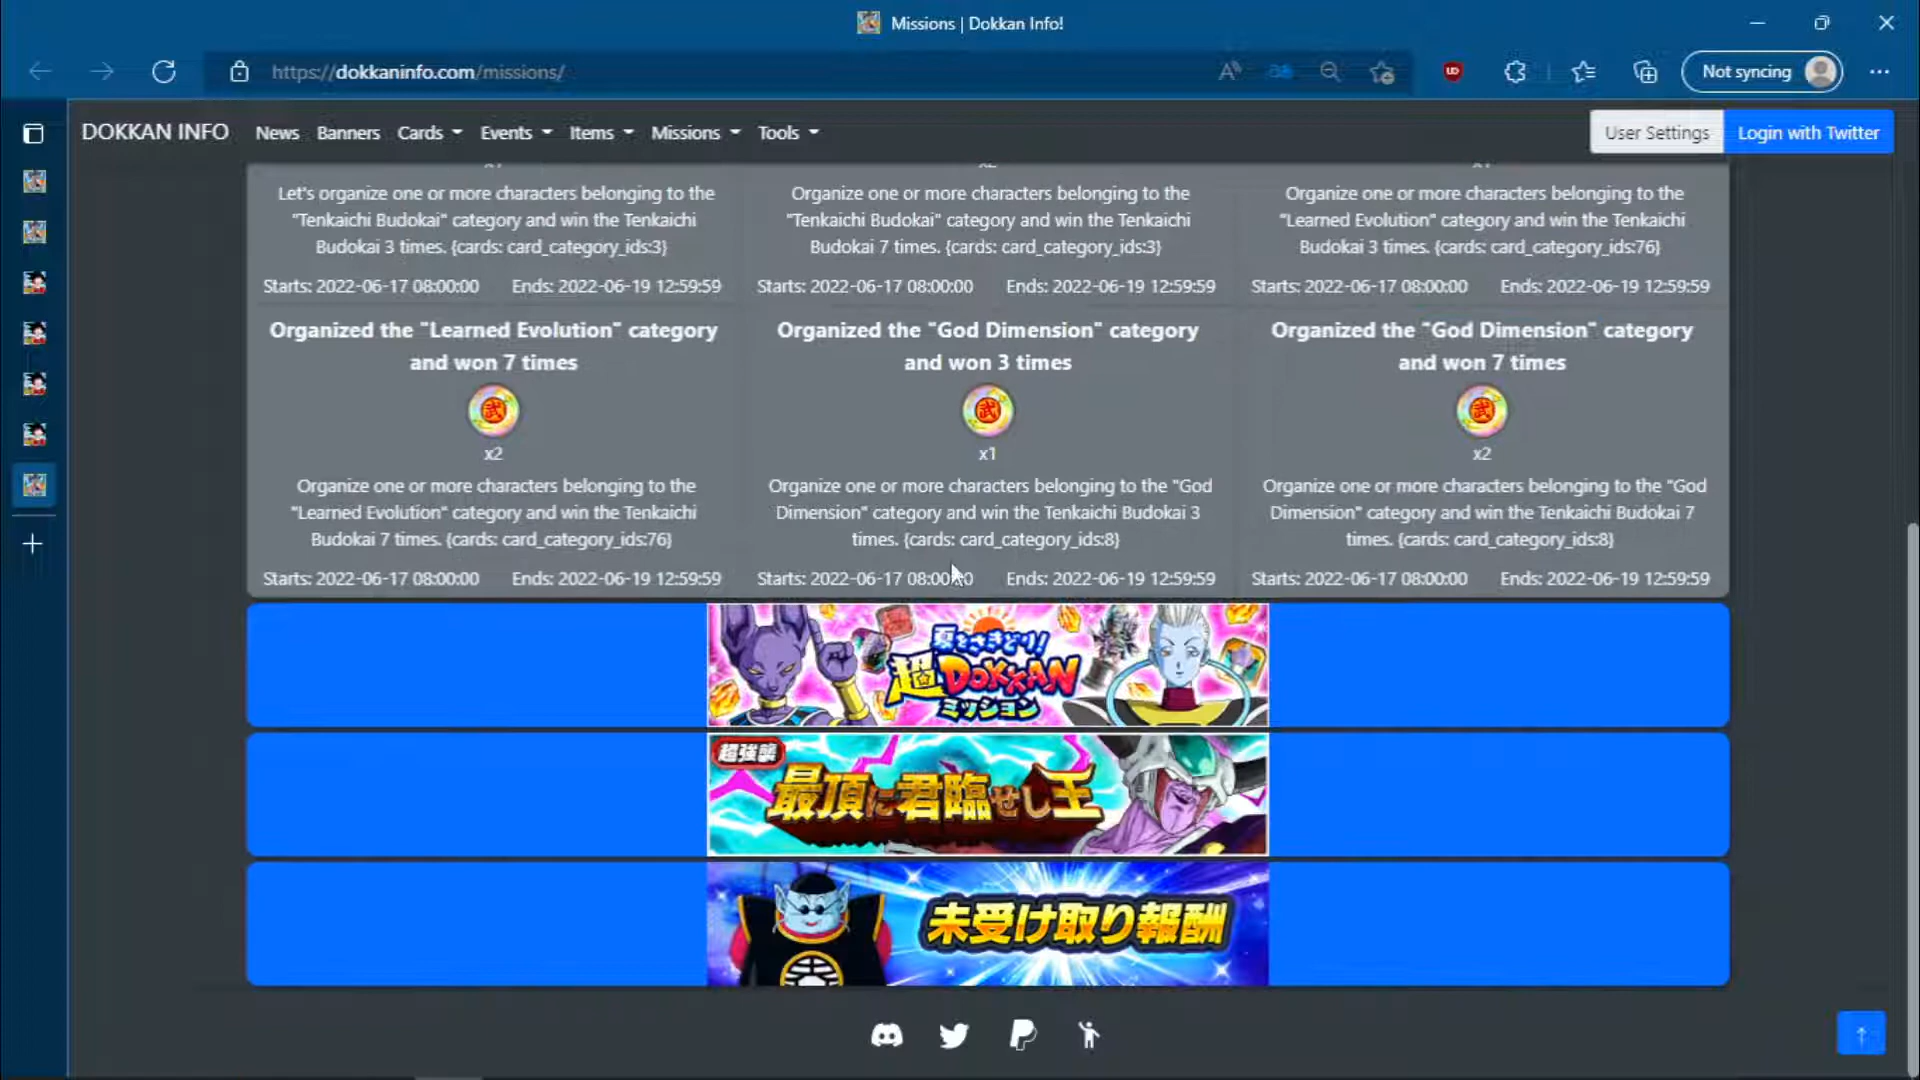 Missions | Dokkan Info!
https://dokkaninfo.com/missions/
Not syncing
DOKKAN INFO News Banners Cards Events Items Missions Tools
User Settings Login with Twitter
Let's organize one or more characters belonging to the
"Tenkaichi Budokai" category and win the Tenkaichi
Budokai 3 times. {cards: card_category_ids:3}
Starts: 2022-06-17 08:00:00 Ends: 2022-06-19 12:59:59
Organize one or more characters belonging to the
"Tenkaichi Budokai" category and win the Tenkaichi
Budokai 7 times. {cards: card_category_ids:3}
Starts: 2022-06-17 08:00:00 Ends: 2022-06-19 12:59:59
Organize one or more characters belonging to the
"Learned Evolution" category and win the Tenkaichi
Budokai 3 times. {cards: card_category_ids:76}
Starts: 2022-06-17 08:00:00 Ends: 2022-06-19 12:59:59
Organized the "Learned Evolution" category
and won 7 times
武
x2
Organize one or more characters belonging to the
"Learned Evolution" category and win the Tenkaichi
Budokai 7 times. {cards: card_category_ids:76}
Starts: 2022-06-17 08:00:00 Ends: 2022-06-19 12:59:59
Organized the "God Dimension" category
and won 3 times
武
x1
Organize one or more characters belonging to the "God
Dimension" category and win the Tenkaichi Budokai 3
times. {cards: card_category_ids:8}
Starts: 2022-06-17 08:00:00 Ends: 2022-06-19 12:59:59
Organized the "God Dimension" category
and won 7 times
武
x2
Organize one or more characters belonging to the "God
Dimension" category and win the Tenkaichi Budokai 7
times. {cards: card_category_ids:8}
Starts: 2022-06-17 08:00:00 Ends: 2022-06-19 12:59:59
夏をさきどり!
超DOKKAN
ミッション
超強襲
最頂に君臨せし王
未受け取り報酬